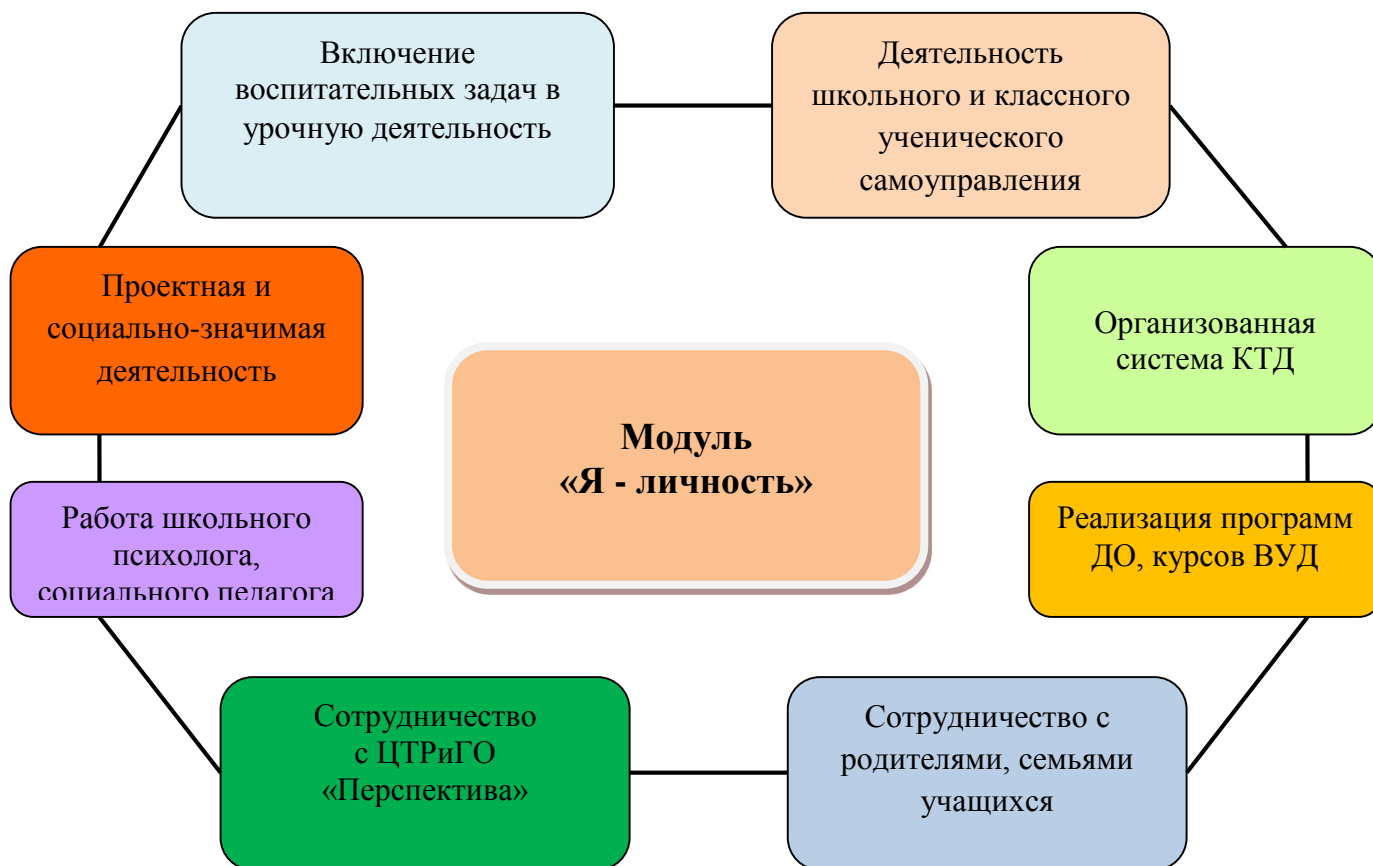 Включение
воспитательных задач в
урочную деятельность
Деятельность
школьного и классного
ученического
самоуправления
Проектная и
социально-значимая
деятельность
Организованная
система КТД
Модуль
«Я - личность»
Работа школьного
психолога,
социального педагога
Реализация программ
ДО, курсов ВУД
Сотрудничество
с ЦТРиГО
«Перспектива»
Сотрудничество с
родителями, семьями
учащихся